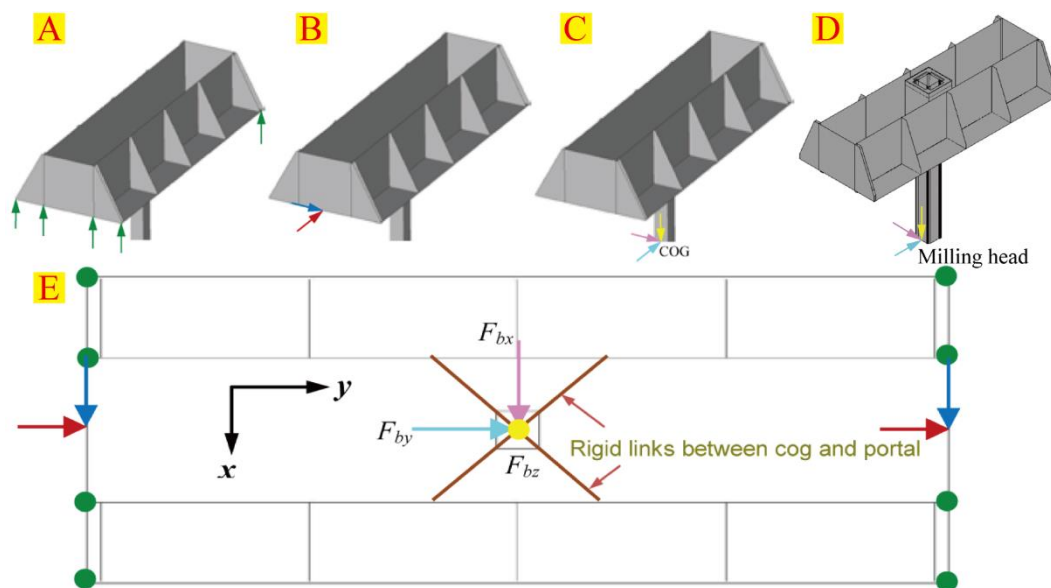 A
B
C
D
COG
Milling head
E
F_bx
y
F_by
x
F_bz
Rigid links between cog and portal